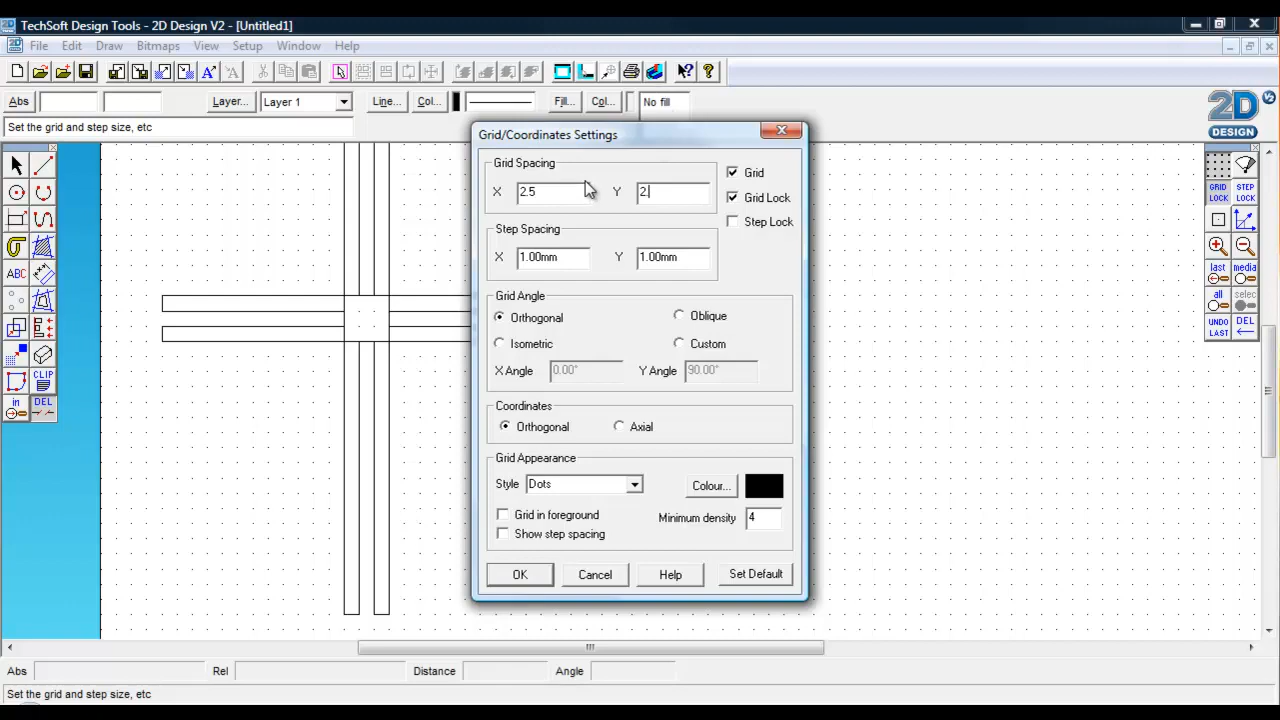 TechSoft Design Tools - 2D Design V2 - [Untitled1]
File Edit Draw Bitmaps View Setup Window Help
Abs Layer... Layer 1 Line... Col... Fill... Col... No fill
Set the grid and step size, etc
2D DESIGN
Grid/Coordinates Settings
Grid Spacing
X 2.5 Y 2.
Grid
Grid Lock
Step Lock
Step Spacing
X 1.00mm Y 1.00mm
Grid Angle
Orthogonal Oblique
Isometric Custom
X Angle 0.00° Y Angle 90.00°
Coordinates
Orthogonal Axial
Grid Appearance
Style Dots Colour...
Grid in foreground Minimum density 4
Show step spacing
OK Cancel Help Set Default
ABC
CLIP
in DEL
GRID LOCK STEP LOCK
last media
all selec
UNDO LAST DEL
Abs Rel Distance Angle
Set the grid and step size, etc